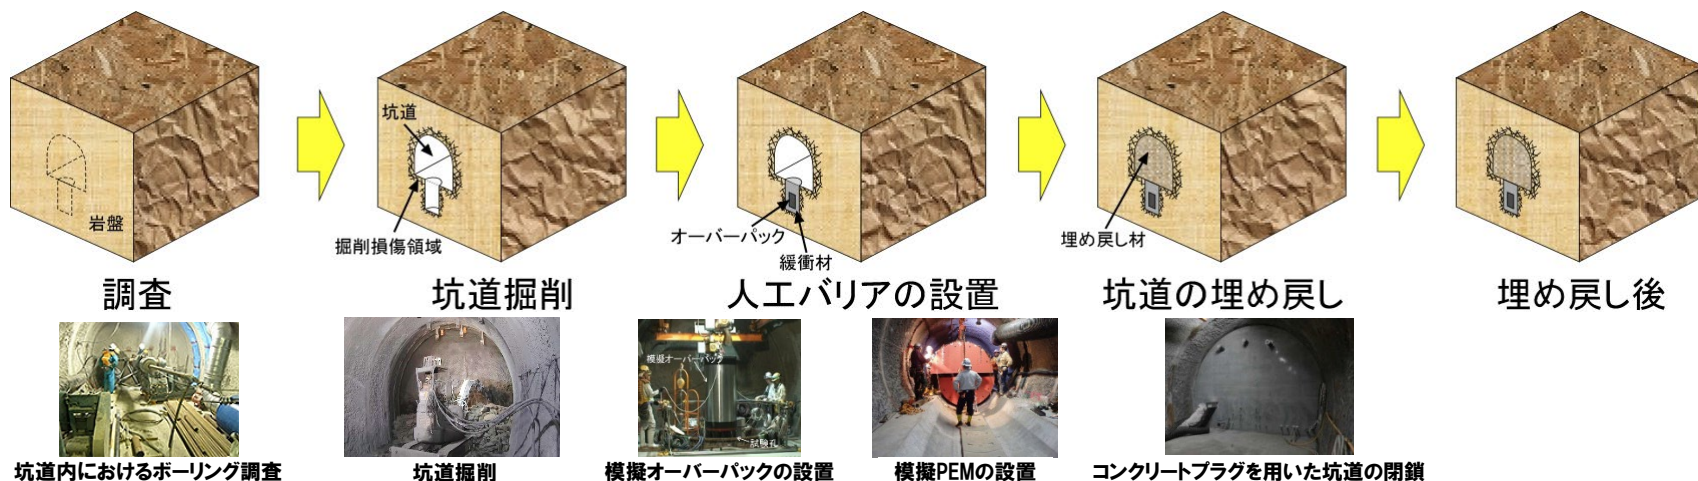 岩盤
坑道
掘削損傷領域
オーバーパック
緩衝材
埋め戻し材
調査
坑道掘削
人工バリアの設置
坑道の埋め戻し
埋め戻し後
模擬オーバーパック
試験孔
坑道内におけるボーリング調査
坑道掘削
模擬オーバーパックの設置
模擬PEMの設置
コンクリートプラグを用いた坑道の閉鎖